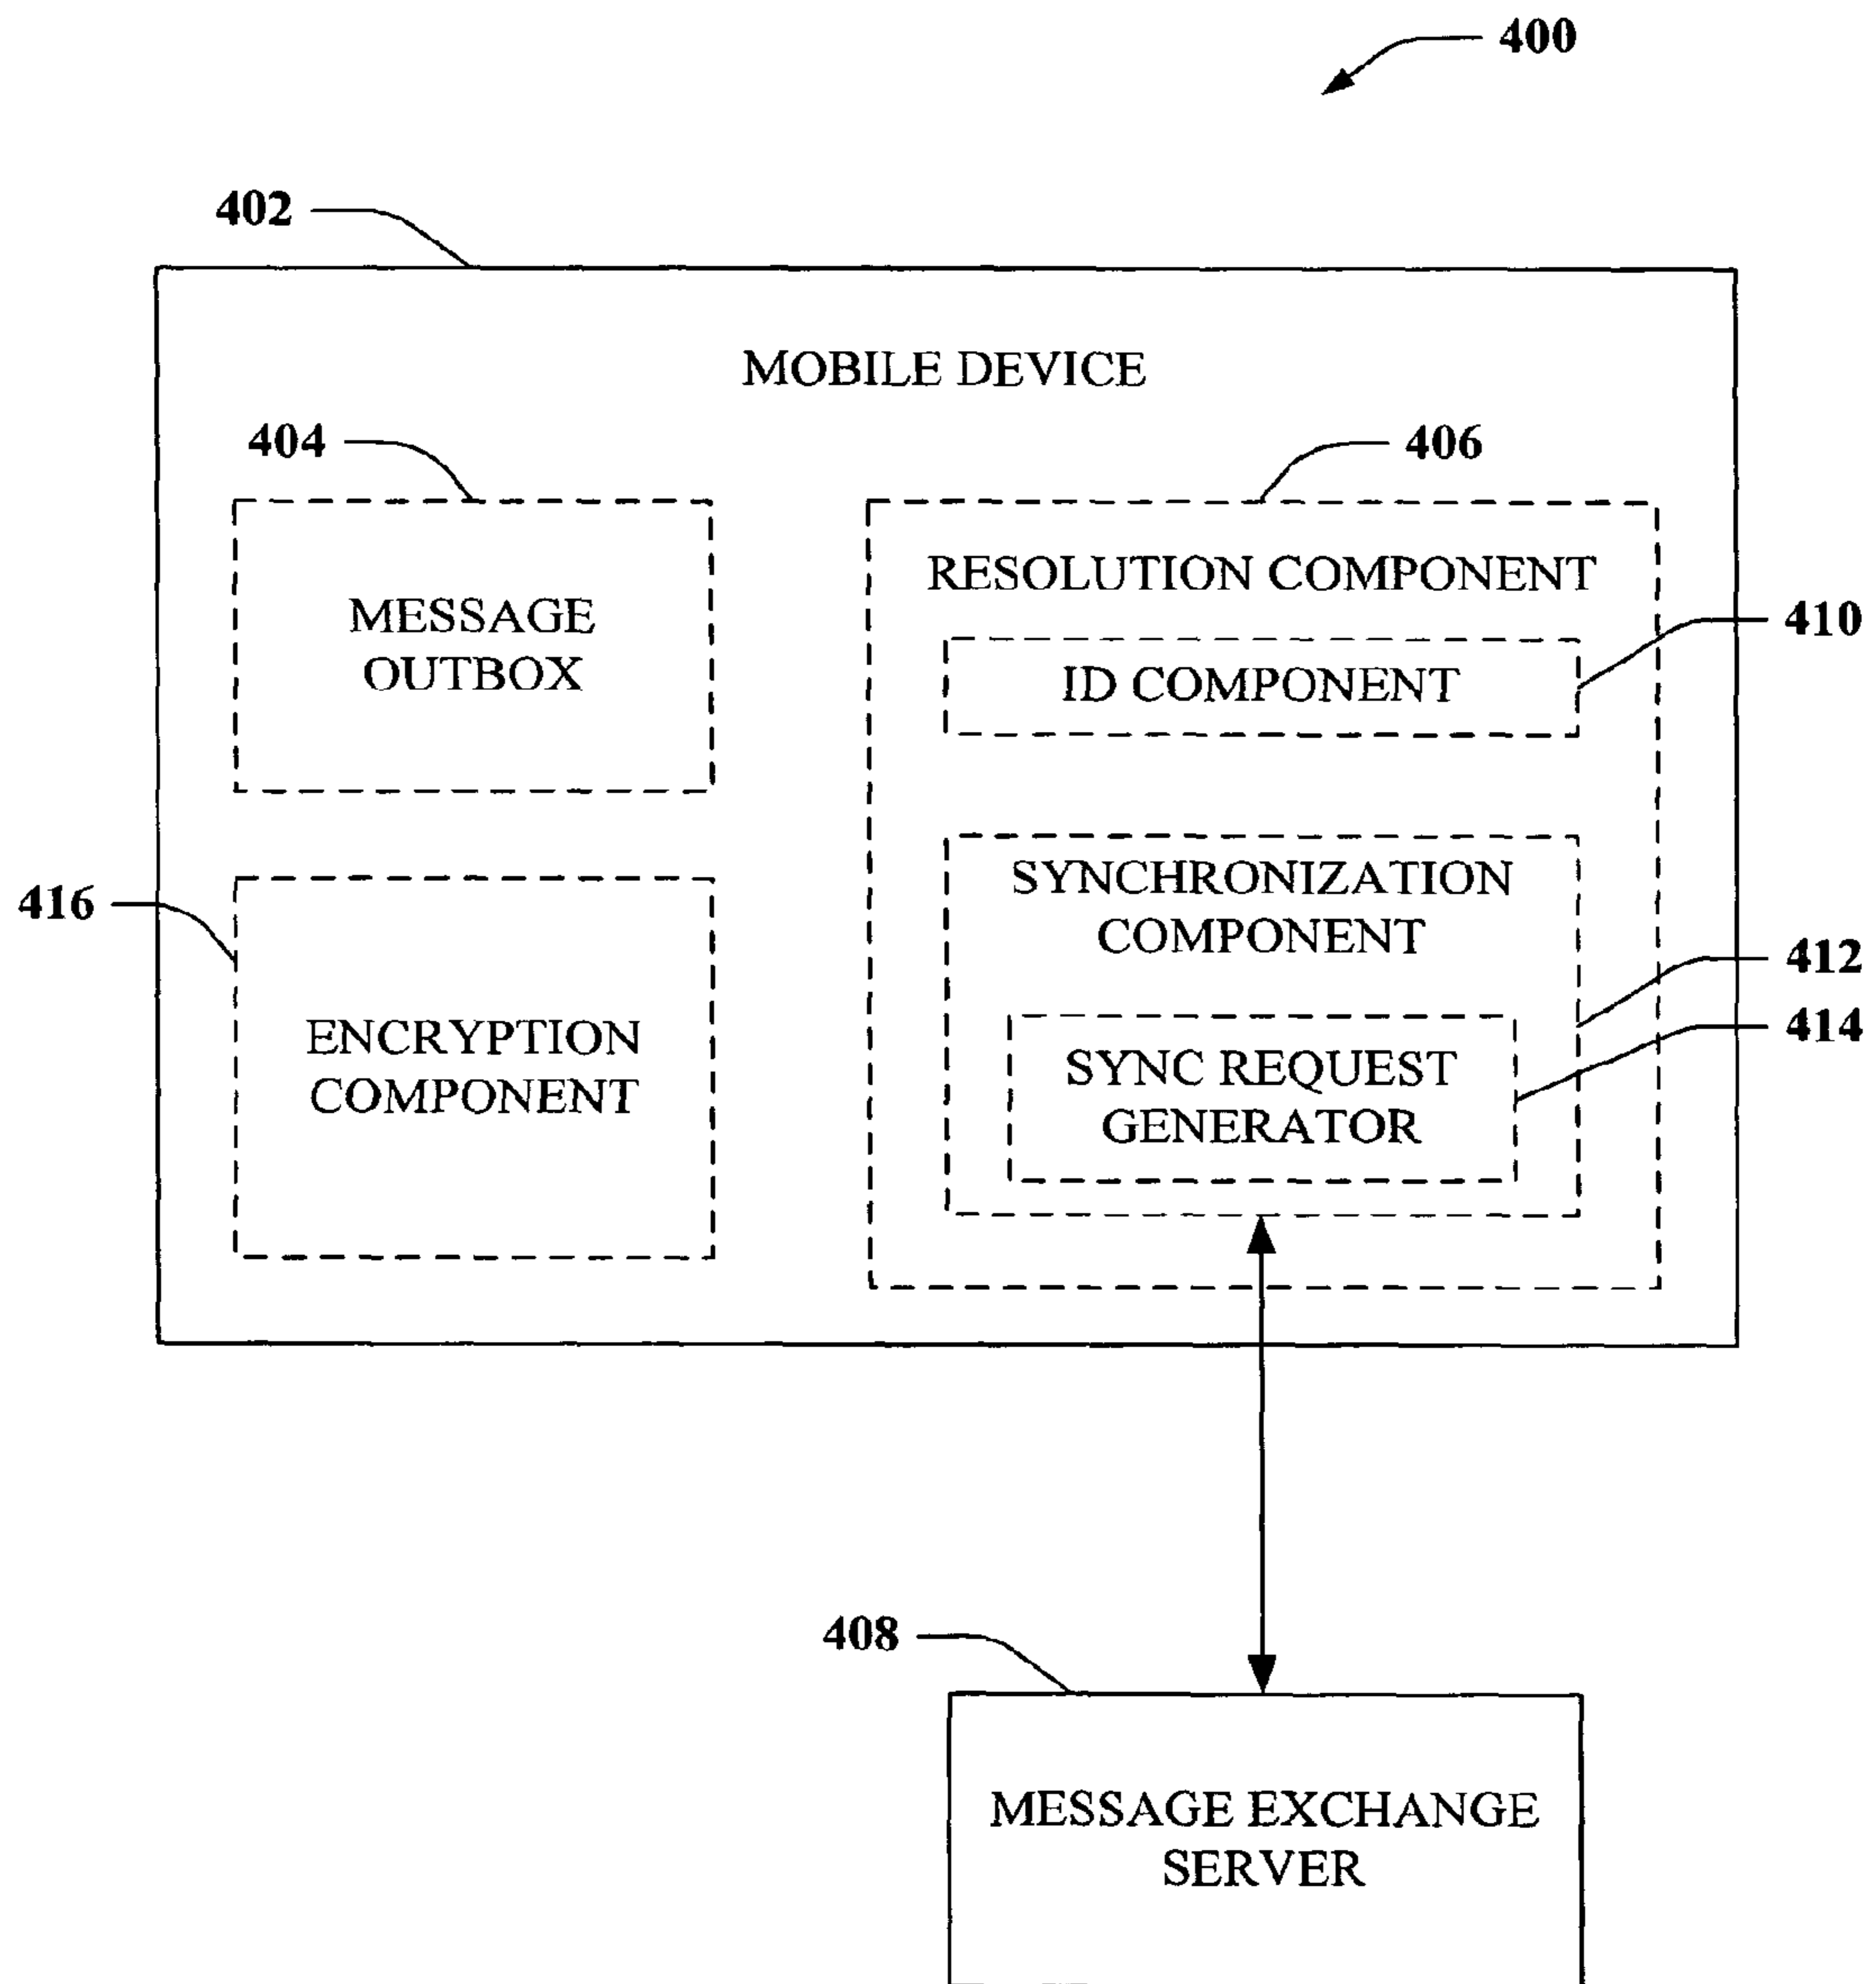 400
402
MOBILE DEVICE
404
406
MESSAGE
OUTBOX
RESOLUTION COMPONENT
410
ID COMPONENT
416
ENCRYPTION
COMPONENT
SYNCHRONIZATION
COMPONENT
412
414
SYNC REQUEST
GENERATOR
408
MESSAGE EXCHANGE
SERVER